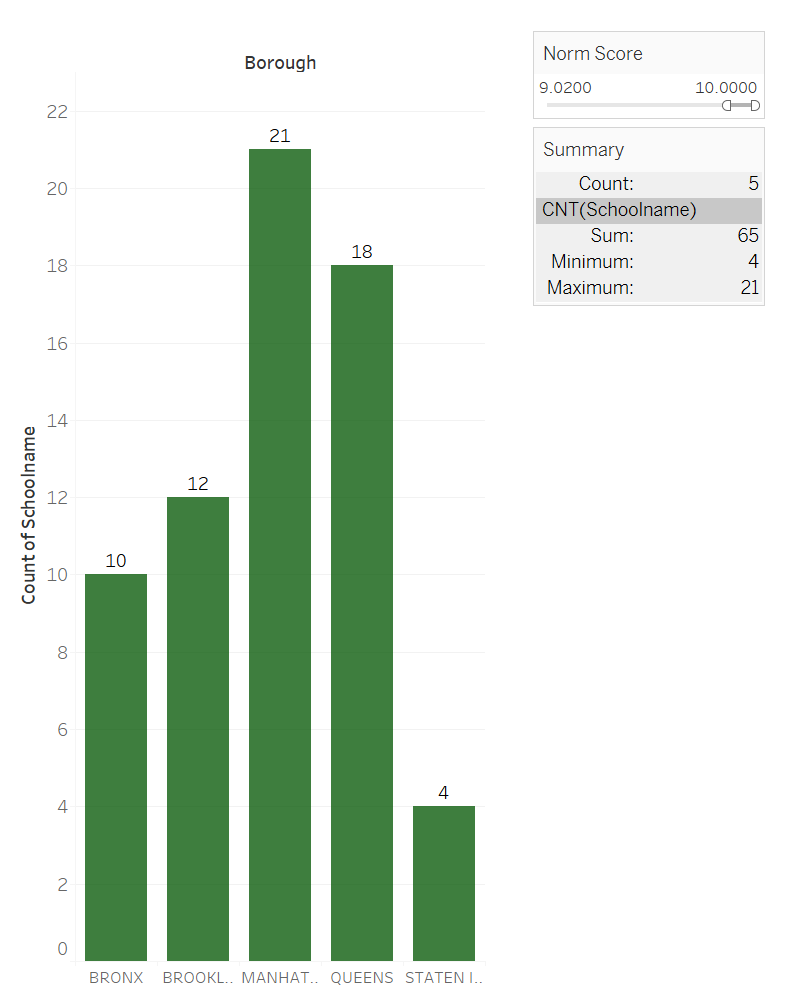 Borough
22
20
18
16
14
12
10
8
6
4
2
0
Count of Schoolname
10
12
21
18
4
BRONX BROOKL.. MANHAT.. QUEENS STATEN I..
Norm Score
9.0200 10.0000
Summary
Count: 5
CNT(Schoolname)
Sum: 65
Minimum: 4
Maximum: 21